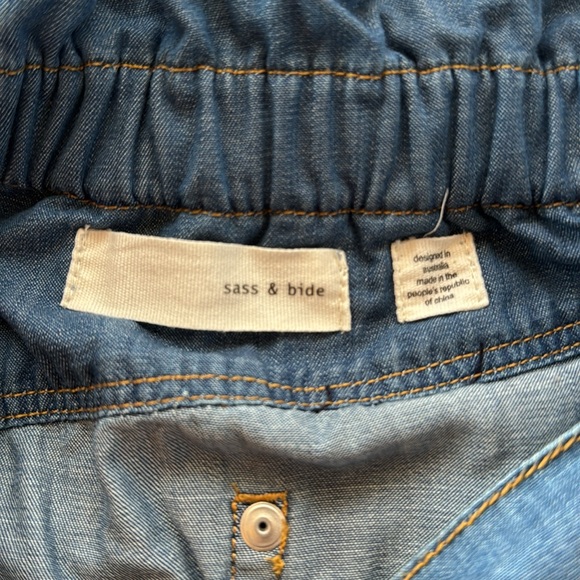 sass & bide
designed in
australia
made in the
people's republic
of china